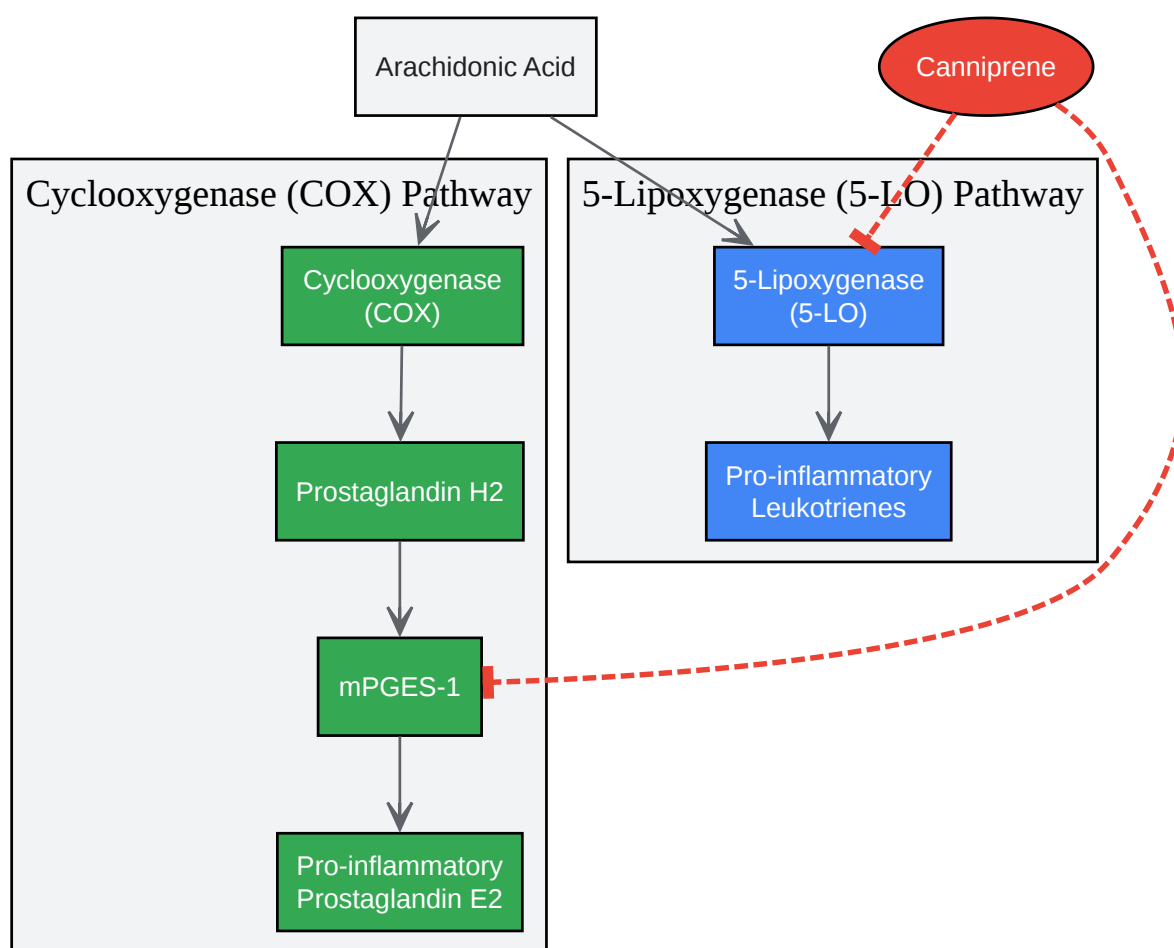 Arachidonic Acid
Canniprene
Cyclooxygenase (COX) Pathway
5-Lipoxygenase (5-LO) Pathway
Cyclooxygenase
(COX)
5-Lipoxygenase
(5-LO)
Prostaglandin H2
Pro-inflammatory
Leukotrienes
mPGES-1
Pro-inflammatory
Prostaglandin E2